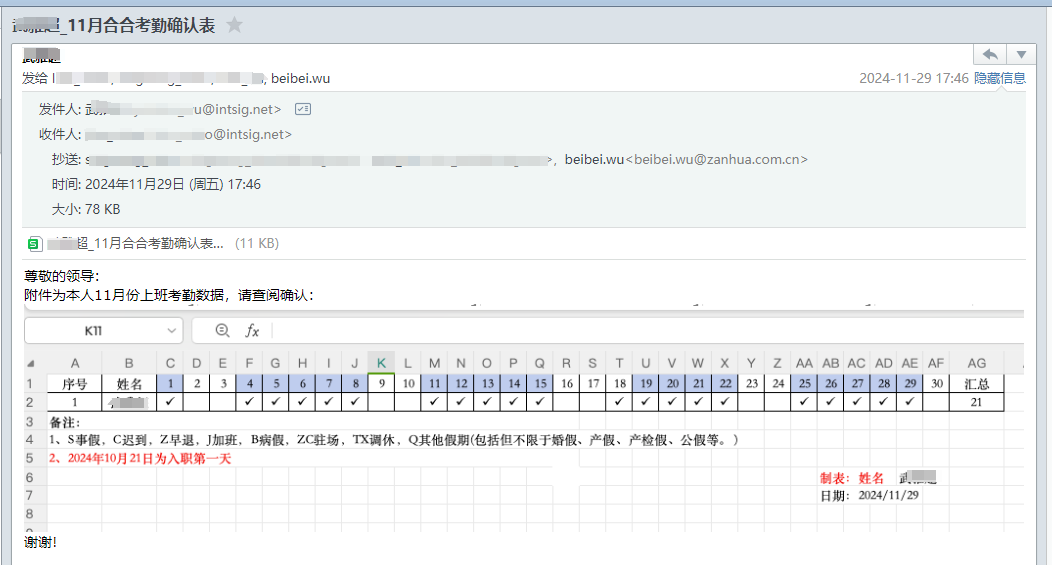 _11月合合考勤确认表
发给 l , beibei.wu
2024-11-29 17:46 隐藏信息
发件人: u@intsig.net>
收件人: o@intsig.net>
抄送: s >, beibei.wu<beibei.wu@zanhua.com.cn>
时间: 2024年11月29日 (周五) 17:46
大小: 78 KB
S 超_11月合合考勤确认表... (11 KB)
尊敬的领导:
附件为本人11月份上班考勤数据，请查阅确认:
K11 fx
A B C D E F G H I J K L M N O P Q R S T U V W X Y Z AA AB AC AD AE AF AG
1 序号 姓名 1 2 3 4 5 6 7 8 9 10 11 12 13 14 15 16 17 18 19 20 21 22 23 24 25 26 27 28 29 30 汇总
2 1 ✓ ✓ ✓ ✓ ✓ ✓ ✓ ✓ ✓ ✓ ✓ ✓ ✓ ✓ ✓ ✓ ✓ ✓ ✓ ✓ ✓ 21
3 备注:
4 1、S事假，C迟到，Z早退，J加班，B病假，ZC驻场，TX调休，Q其他假期(包括但不限于婚假、产假、产检假、公假等。)
5 2、2024年10月21日为入职第一天
6 制表: 姓名
7 日期: 2024/11/29
8
谢谢!